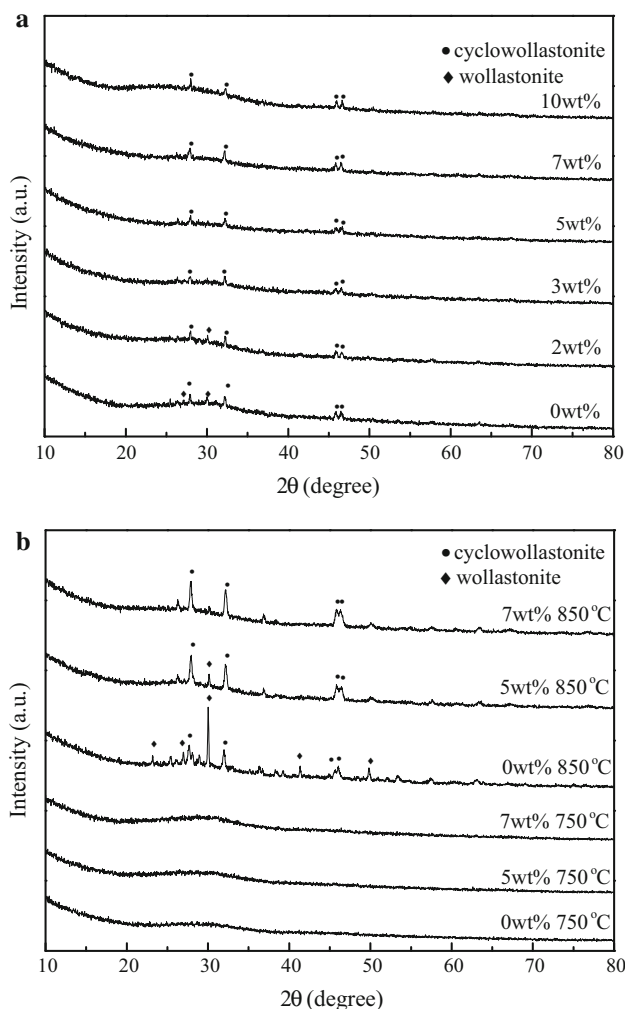 a
• cyclowollastonite
♦ wollastonite
10wt%
7wt%
5wt%
3wt%
2wt%
0wt%
Intensity (a.u.)
10 20 30 40 50 60 70 80
2θ (degree)
b
• cyclowollastonite
♦ wollastonite
7wt% 850°C
5wt% 850°C
0wt% 850°C
7wt% 750°C
5wt% 750°C
0wt% 750°C
Intensity (a.u.)
10 20 30 40 50 60 70 80
2θ (degree)